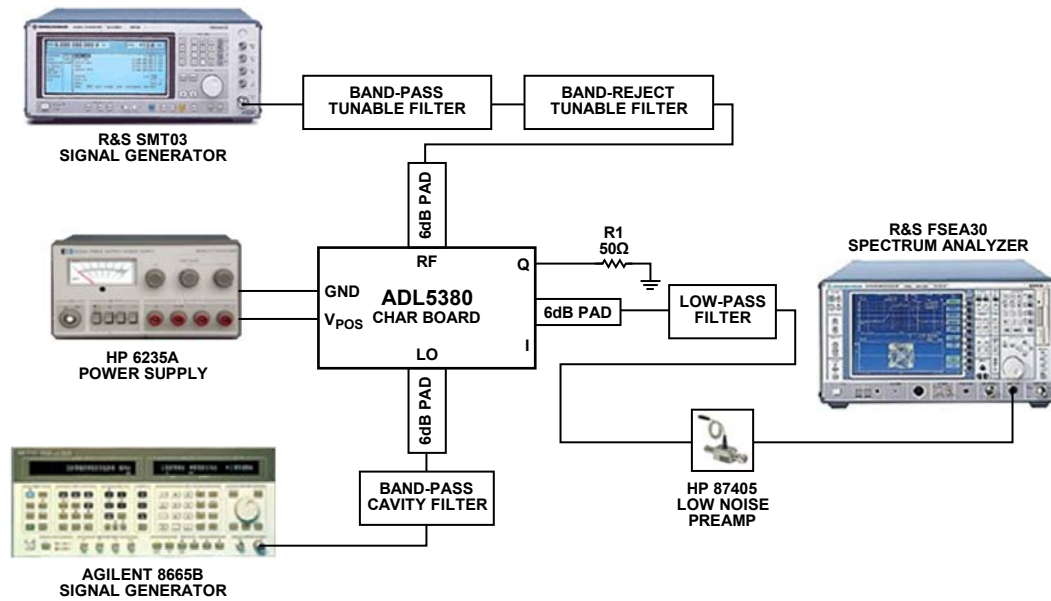 BAND-PASS
TUNABLE FILTER
BAND-REJECT
TUNABLE FILTER
R&S SMT03
SIGNAL GENERATOR
6dB PAD
R1
50Ω
R&S FSEA30
SPECTRUM ANALYZER
RF
Q
GND
ADL5380
CHAR BOARD
6dB PAD
LOW-PASS
FILTER
VPOS
LO
I
HP 6235A
POWER SUPPLY
6dB PAD
HP 87405
LOW NOISE
PREAMP
BAND-PASS
CAVITY FILTER
AGILENT 8665B
SIGNAL GENERATOR